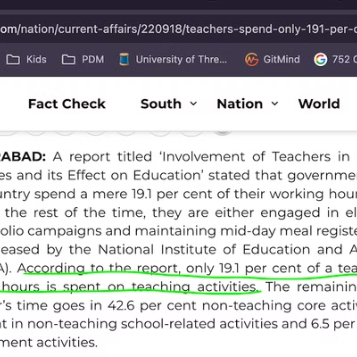 om/nation/current-affairs/220918/teachers-spend-only-191-per-c
Kids PDM University of Thre... GitMind 752 G
Fact Check South Nation World
RABAD: A report titled 'Involvement of Teachers in
es and its Effect on Education' stated that governme
untry spend a mere 19.1 per cent of their working hour
the rest of the time, they are either engaged in el
olio campaigns and maintaining mid-day meal registe
eased by the National Institute of Education and A
A). According to the report, only 19.1 per cent of a tea
hours is spent on teaching activities. The remainin
r's time goes in 42.6 per cent non-teaching core acti
t in non-teaching school-related activities and 6.5 per
ment activities.